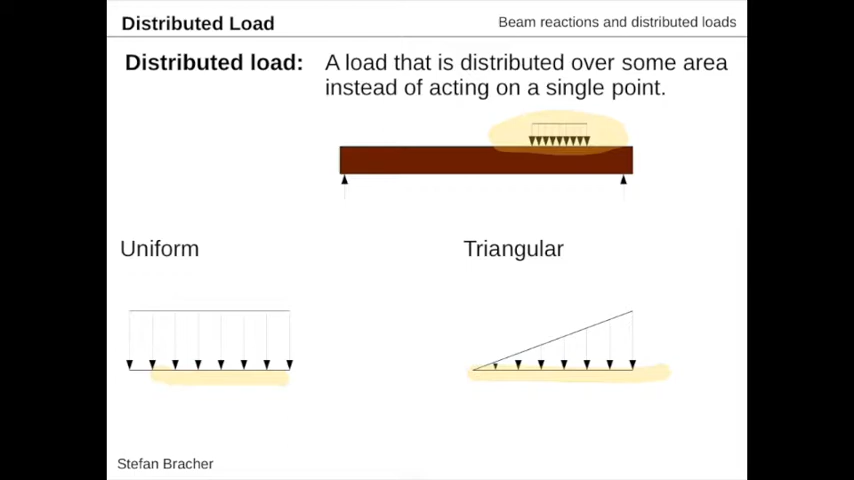 Distributed Load
Beam reactions and distributed loads
Distributed load: A load that is distributed over some area
instead of acting on a single point.
Uniform
Triangular
Stefan Bracher